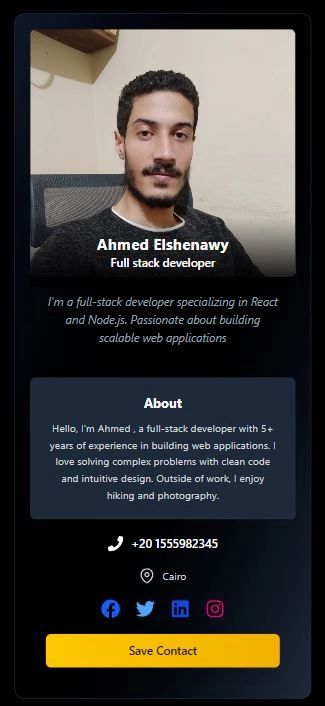 Ahmed Elshenawy
Full stack developer
I'm a full-stack developer specializing in React
and Node.js. Passionate about building
scalable web applications
About
Hello, I'm Ahmed , a full-stack developer with 5+
years of experience in building web applications. I
love solving complex problems with clean code
and intuitive design. Outside of work, I enjoy
hiking and photography.
+20 1555982345
Cairo
Save Contact